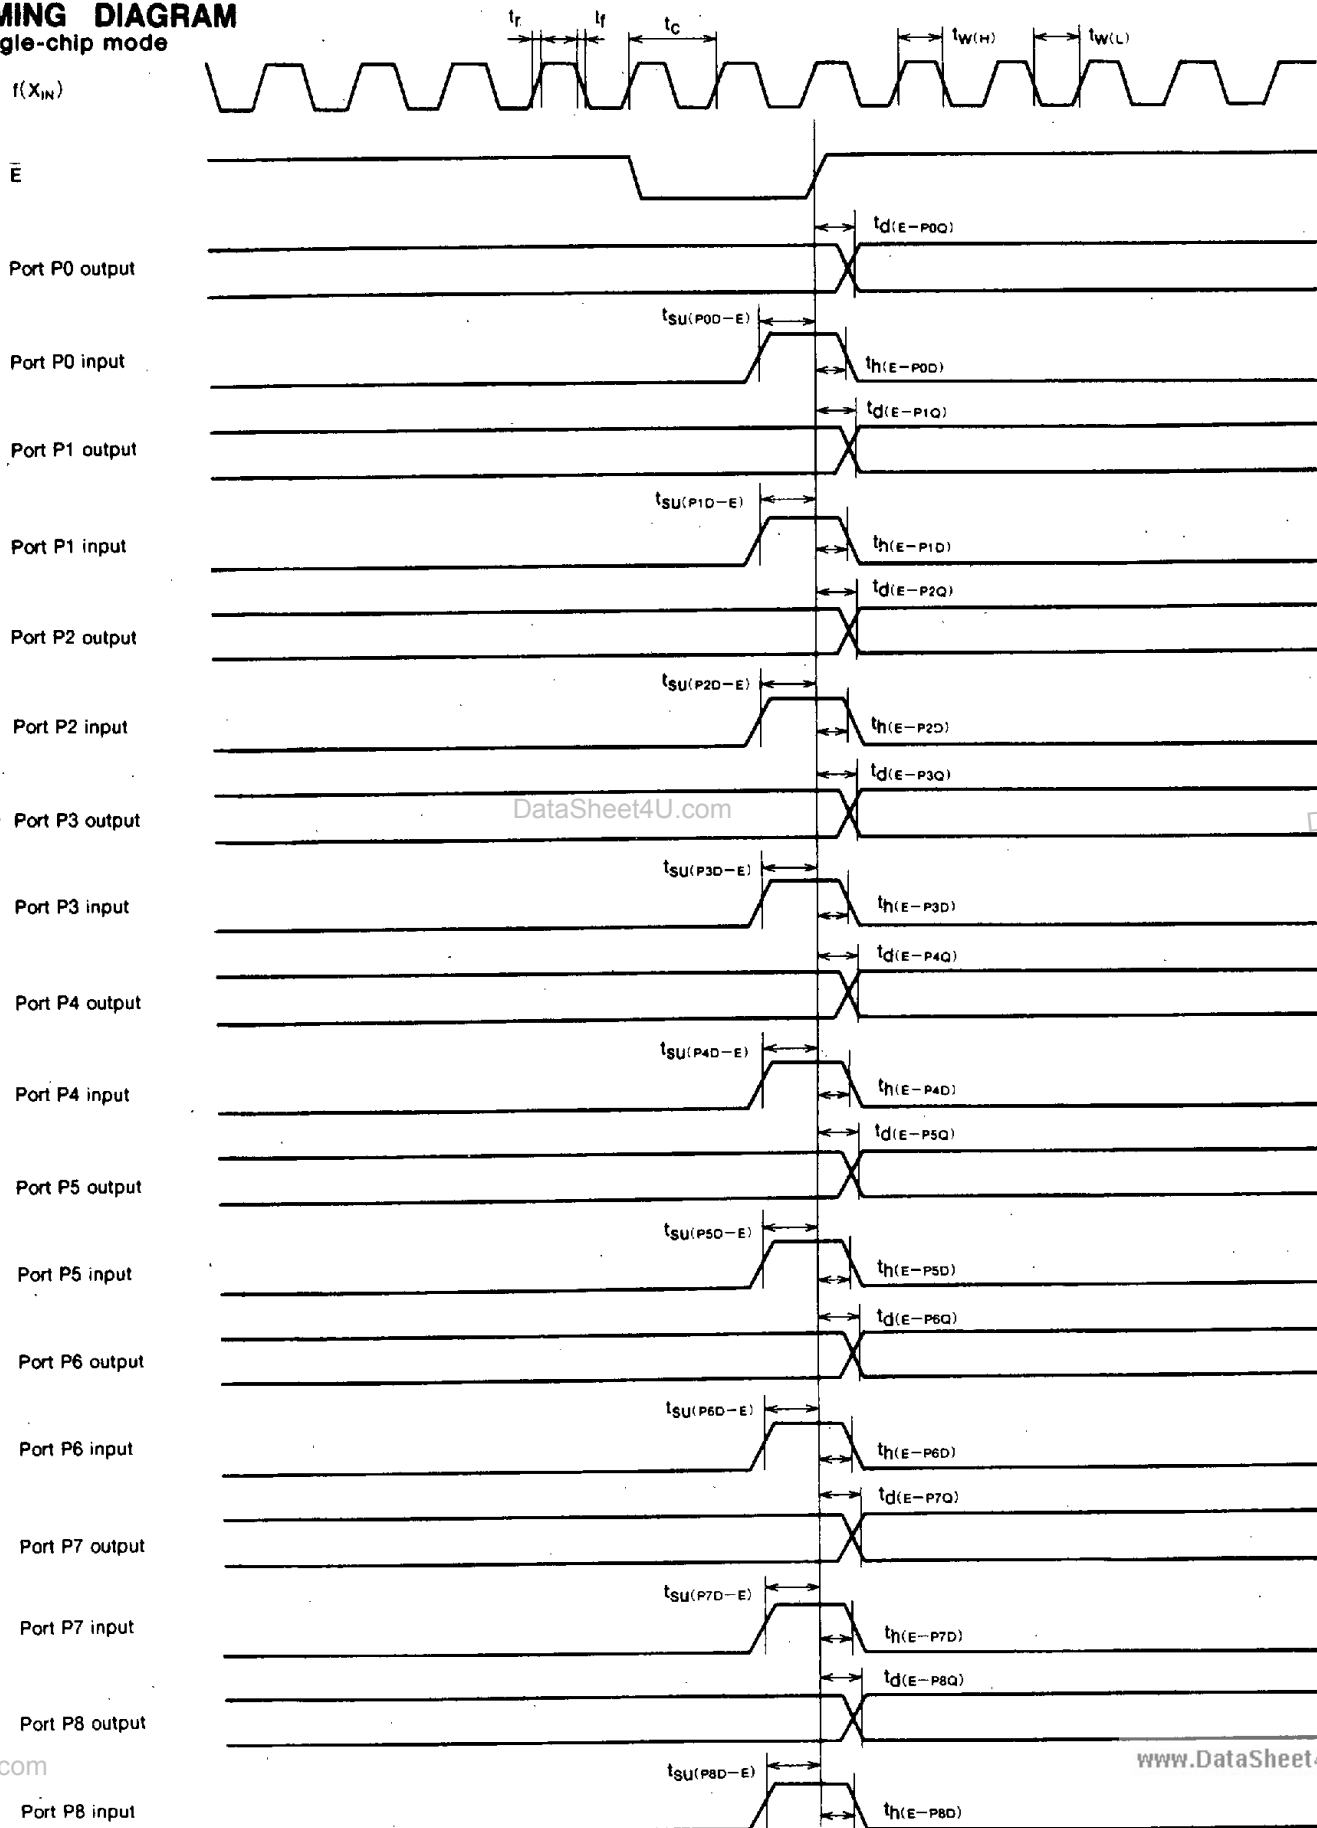 MING DIAGRAM
gle-chip mode
tr tf tc tW(H) tW(L)
f(XIN)
E
td(E−P0Q)
Port P0 output
tSU(P0D−E)
Port P0 input th(E−P0D)
td(E−P1Q)
Port P1 output
tSU(P1D−E)
Port P1 input th(E−P1D)
td(E−P2Q)
Port P2 output
tSU(P2D−E)
Port P2 input th(E−P2D)
td(E−P3Q)
DataSheet4U.com
Port P3 output
tSU(P3D−E)
Port P3 input th(E−P3D)
td(E−P4Q)
Port P4 output
tSU(P4D−E)
Port P4 input th(E−P4D)
td(E−P5Q)
Port P5 output
tSU(P5D−E)
Port P5 input th(E−P5D)
td(E−P6Q)
Port P6 output
tSU(P6D−E)
Port P6 input th(E−P6D)
td(E−P7Q)
Port P7 output
tSU(P7D−E)
Port P7 input th(E−P7D)
td(E−P8Q)
Port P8 output
com www.DataSheet4
tSU(P8D−E)
Port P8 input th(E−P8D)